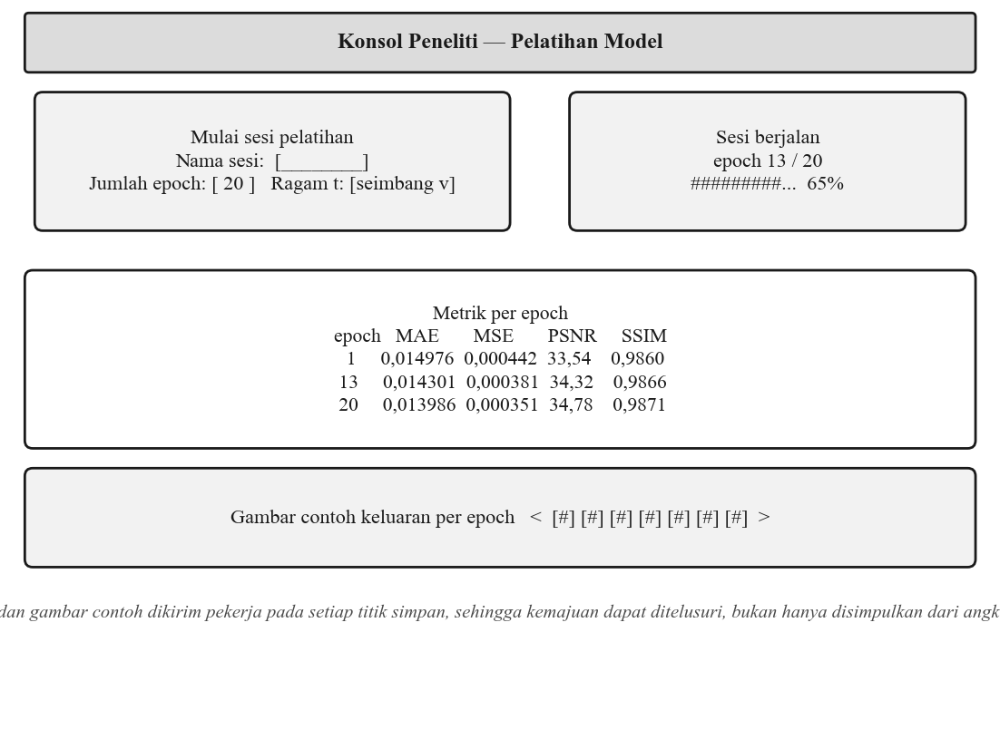 Konsol Peneliti — Pelatihan Model
Mulai sesi pelatihan
Nama sesi: [________]
Jumlah epoch: [ 20 ] Ragam t: [seimbang v]
Sesi berjalan
epoch 13 / 20
#########... 65%
Metrik per epoch
epoch MAE MSE PSNR SSIM
1 0,014976 0,000442 33,54 0,9860
13 0,014301 0,000381 34,32 0,9866
20 0,013986 0,000351 34,78 0,9871
Gambar contoh keluaran per epoch < [#] [#] [#] [#] [#] [#] [#] >
dan gambar contoh dikirim pekerja pada setiap titik simpan, sehingga kemajuan dapat ditelusuri, bukan hanya disimpulkan dari angk